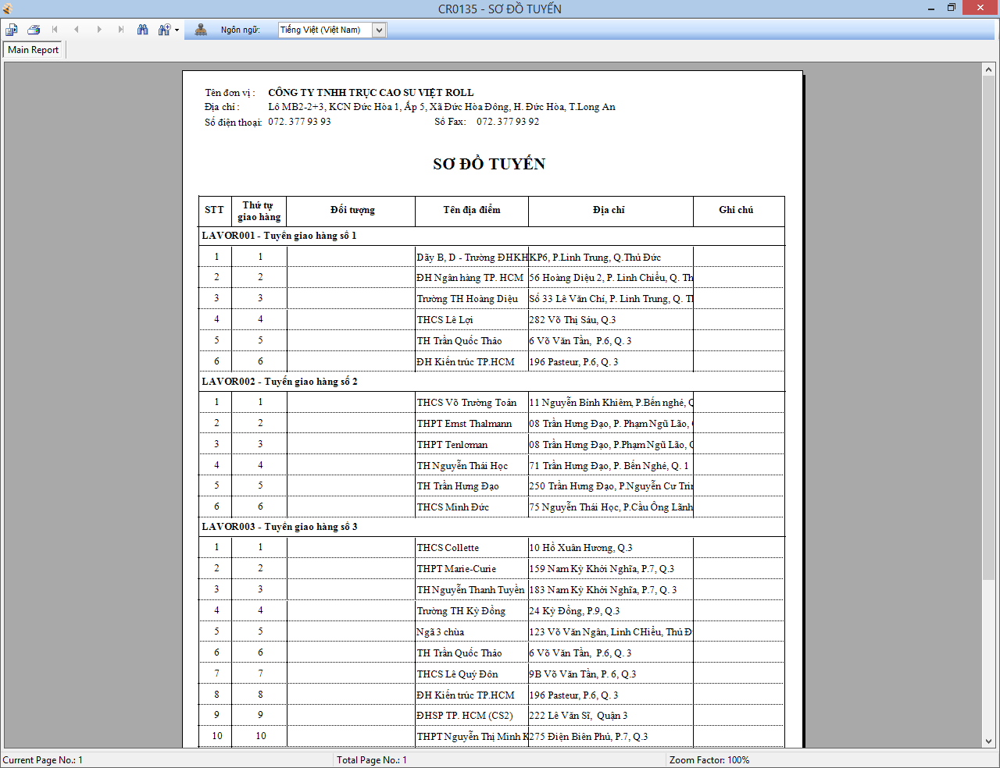 CR0135 - SƠ ĐỒ TUYẾN
Ngôn ngữ: Tiếng Việt (Việt Nam)
Main Report
Tên đơn vị : CÔNG TY TNHH TRỤC CAO SU VIỆT ROLL
Địa chỉ : Lô MB2-2+3, KCN Đức Hòa 1, Ấp 5, Xã Đức Hòa Đông, H. Đức Hòa, T.Long An
Số điện thoại: 072. 377 93 93 Số Fax: 072. 377 93 92
SƠ ĐỒ TUYẾN
STT Thứ tự giao hàng Đối tượng Tên địa điểm Địa chỉ Ghi chú
LAVOR001 - Tuyến giao hàng số 1
1 1 Dãy B, D - Trường ĐHKH KP6, P.Linh Trung, Q.Thủ Đức
2 2 ĐH Ngân hàng TP. HCM 56 Hoàng Diệu 2, P. Linh Chiểu, Q. Th
3 3 Trường TH Hoàng Diệu Số 33 Lê Văn Chí, P. Linh Trung, Q. T
4 4 THCS Lê Lợi 282 Võ Thị Sáu, Q.3
5 5 TH Trần Quốc Thảo 6 Võ Văn Tần, P.6, Q. 3
6 6 ĐH Kiến trúc TP.HCM 196 Pasteur, P.6, Q. 3
LAVOR002 - Tuyến giao hàng số 2
1 1 THCS Võ Trường Toản 11 Nguyễn Bỉnh Khiêm, P.Bến nghé, Q
2 2 THPT Ernst Thalmann 08 Trần Hưng Đạo, P. Phạm Ngũ Lão,
3 3 THPT Tenlơman 08 Trần Hưng Đạo, P.Phạm Ngũ Lão, Q
4 4 TH Nguyễn Thái Học 71 Trần Hưng Đạo, P. Bến Nghé, Q. 1
5 5 TH Trần Hưng Đạo 250 Trần Hưng Đạo, P.Nguyễn Cư Trin
6 6 THCS Minh Đức 75 Nguyễn Thái Học, P.Cầu Ông Lãnh
LAVOR003 - Tuyến giao hàng số 3
1 1 THCS Collette 10 Hồ Xuân Hương, Q.3
2 2 THPT Marie-Curie 159 Nam Kỳ Khởi Nghĩa, P.7, Q.3
3 3 TH Nguyễn Thanh Tuyền 183 Nam Kỳ Khởi Nghĩa, P.7, Q. 3
4 4 Trường TH Kỳ Đồng 24 Kỳ Đồng, P.9, Q.3
5 5 Ngã 3 chùa 123 Võ Văn Ngân, Linh CHiểu, Thủ Đ
6 6 TH Trần Quốc Thảo 6 Võ Văn Tần, P.6, Q. 3
7 7 THCS Lê Quý Đôn 9B Võ Văn Tần, P. 6, Q.3
8 8 ĐH Kiến trúc TP.HCM 196 Pasteur, P.6, Q. 3
9 9 ĐHSP TP. HCM (CS2) 222 Lê Văn Sĩ, Quận 3
10 10 THPT Nguyễn Thị Minh K 275 Điện Biên Phủ, P.7, Q.3
Current Page No.: 1 Total Page No.: 1 Zoom Factor: 100%